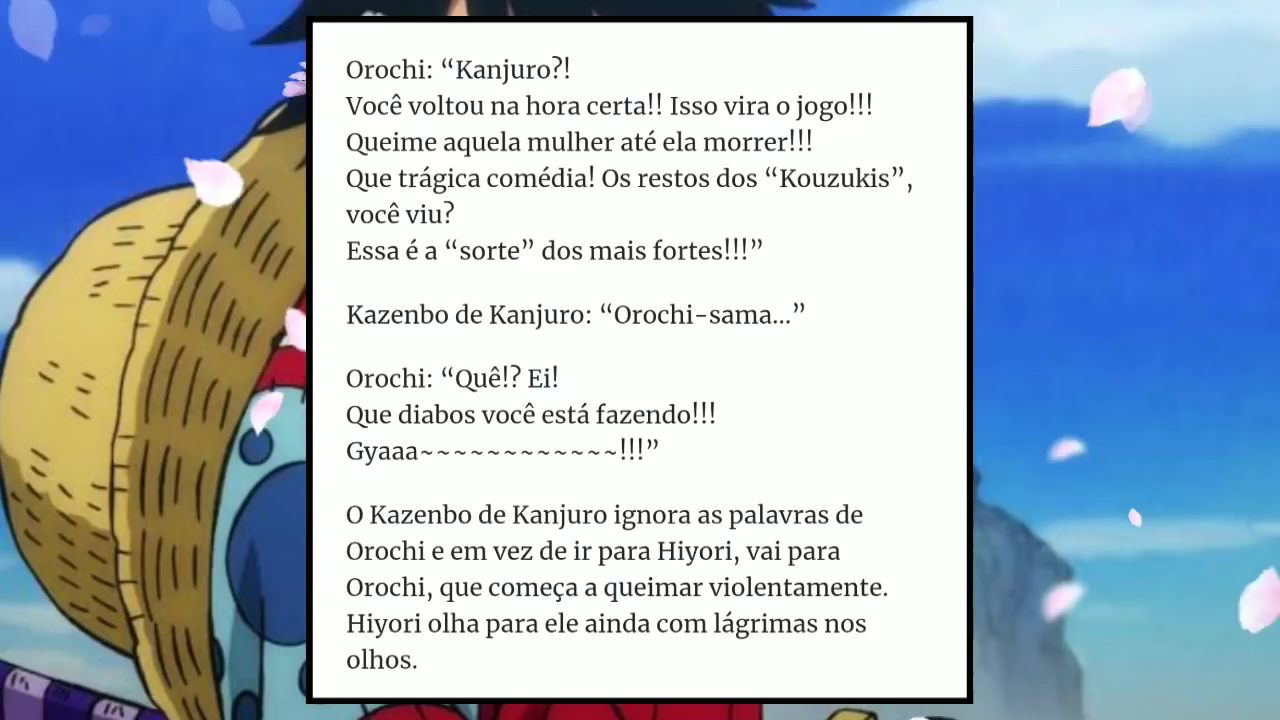 Orochi: “Kanjuro?!
Você voltou na hora certa!! Isso vira o jogo!!!
Queime aquela mulher até ela morrer!!!
Que trágica comédia! Os restos dos “Kouzukis”,
você viu?
Essa é a “sorte” dos mais fortes!!!”
Kazenbo de Kanjuro: “Orochi-sama...”
Orochi: “Quê!? Ei!
Que diabos você está fazendo!!!
Gyaaa~~~~~~~~~~~~!!!”
O Kazenbo de Kanjuro ignora as palavras de
Orochi e em vez de ir para Hiyori, vai para
Orochi, que começa a queimar violentamente.
Hiyori olha para ele ainda com lágrimas nos
olhos.